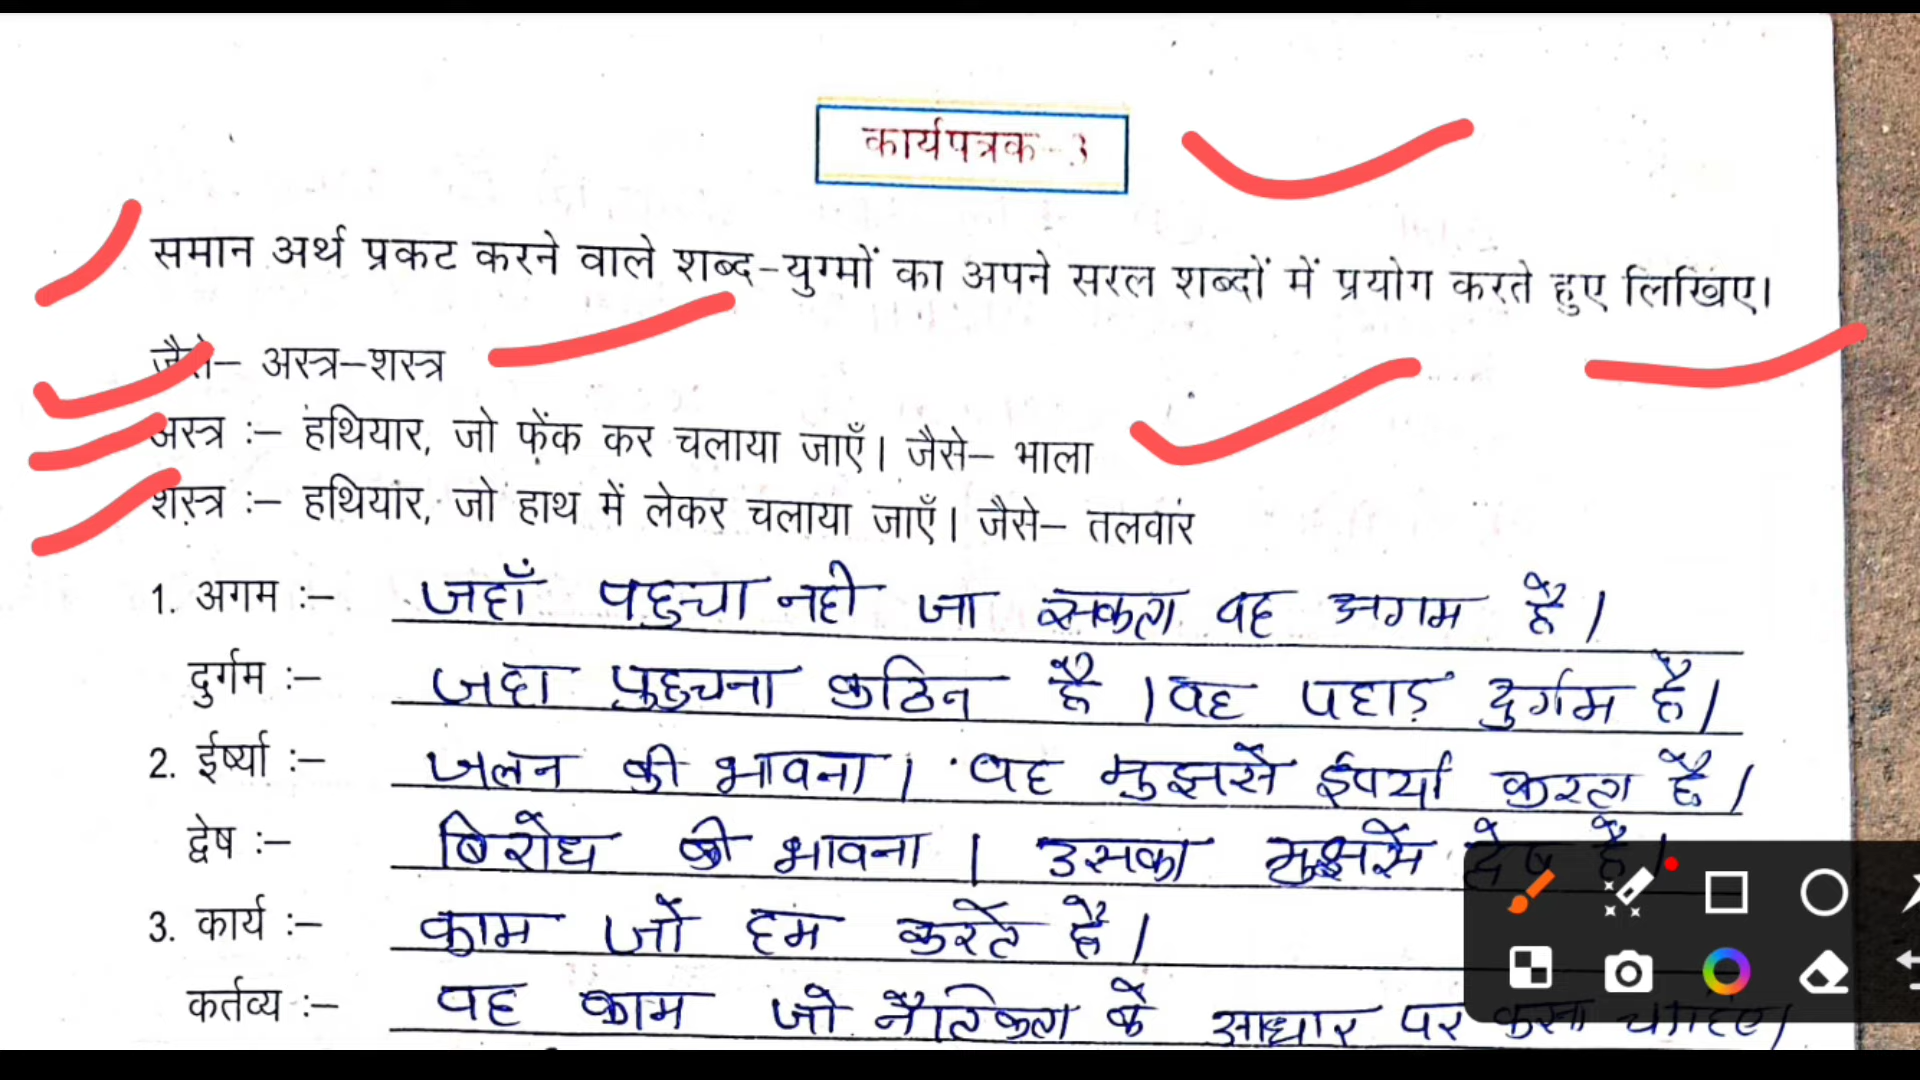 कार्यपत्रक-3
समान अर्थ प्रकट करने वाले शब्द-युग्मों का अपने सरल शब्दों में प्रयोग करते हुए लिखिए।
जैसे– अस्त्र–शस्त्र
अस्त्र :– हथियार, जो फेंक कर चलाया जाएँ। जैसे– भाला
शस्त्र :– हथियार, जो हाथ में लेकर चलाया जाएँ। जैसे– तलवार
1. अगम :– जहाँ पहुचा नही जा सकता वह अगम है।
दुर्गम :– जहा पुहुचना कठिन है । वह पहाड़ दुर्गम है।
2. ईर्ष्या :– जलन की भावना। वह मुझसे ईर्ष्या करता है।
द्वेष :– बिरोध की भावना । उसका मुझसे द्वेष है।
3. कार्य :– काम जो हम करते है।
कर्तव्य :– वह काम जो नैतिकता के आधार पर करना चाहिए।